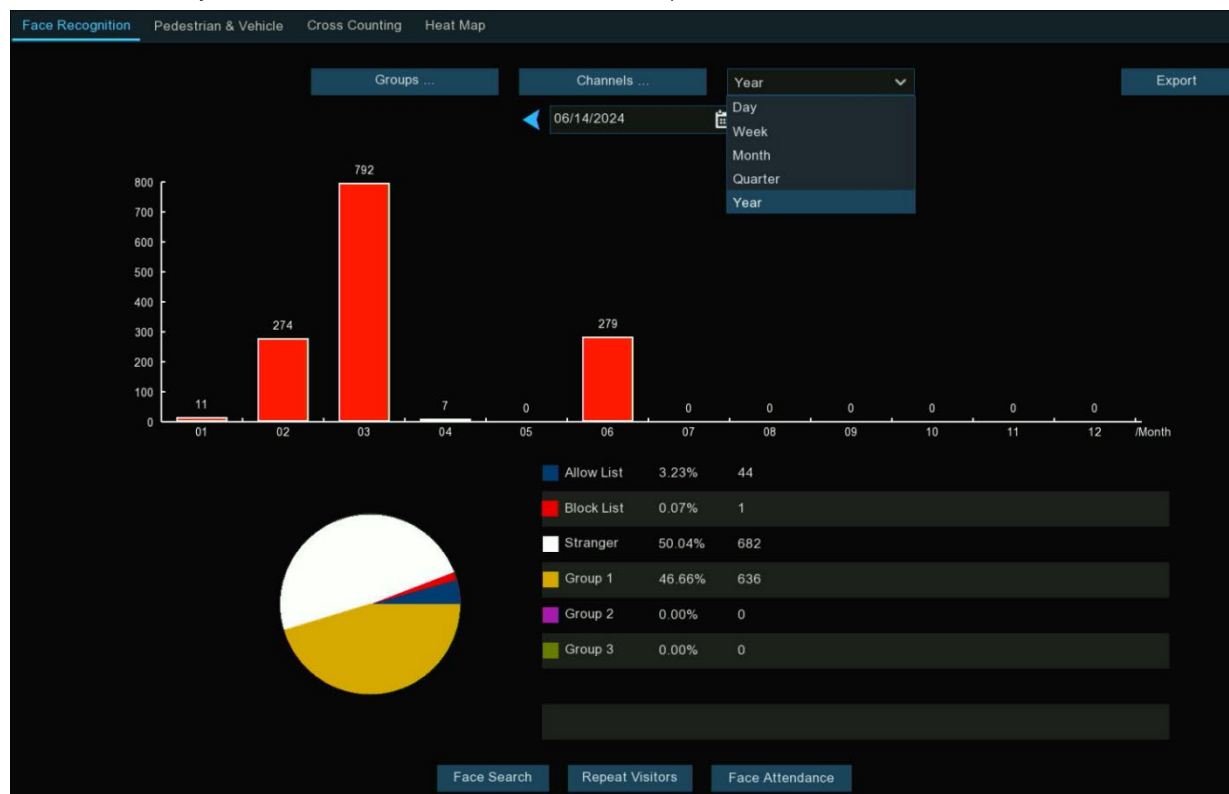 Face Recognition Pedestrian & Vehicle Cross Counting Heat Map
Groups ... Channels ... Year Export
06/14/2024
Day
Week
Month
Quarter
Year
792
800
700
600
500
400
274 279
300
200
100
11 7 0 0 0 0 0 0 0
0
01 02 03 04 05 06 07 08 09 10 11 12 /Month
Allow List 3.23% 44
Block List 0.07% 1
Stranger 50.04% 682
Group 1 46.66% 636
Group 2 0.00% 0
Group 3 0.00% 0
Face Search Repeat Visitors Face Attendance